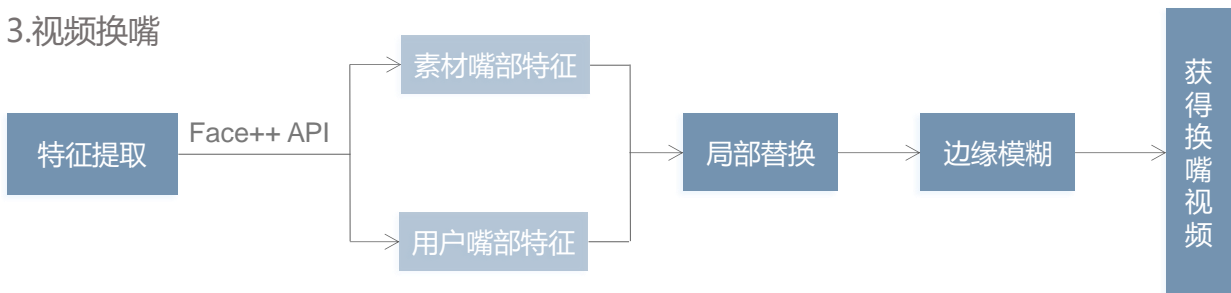 3.视频换嘴
特征提取
Face++ API
素材嘴部特征
用户嘴部特征
局部替换
边缘模糊
获得换嘴视频